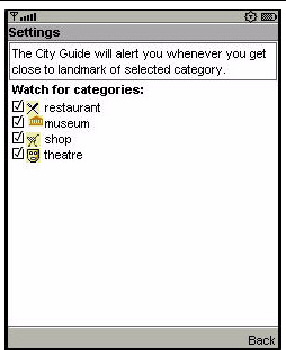 Settings
The City Guide will alert you whenever you get
close to landmark of selected category.
Watch for categories:
restaurant
museum
shop
theatre
Back